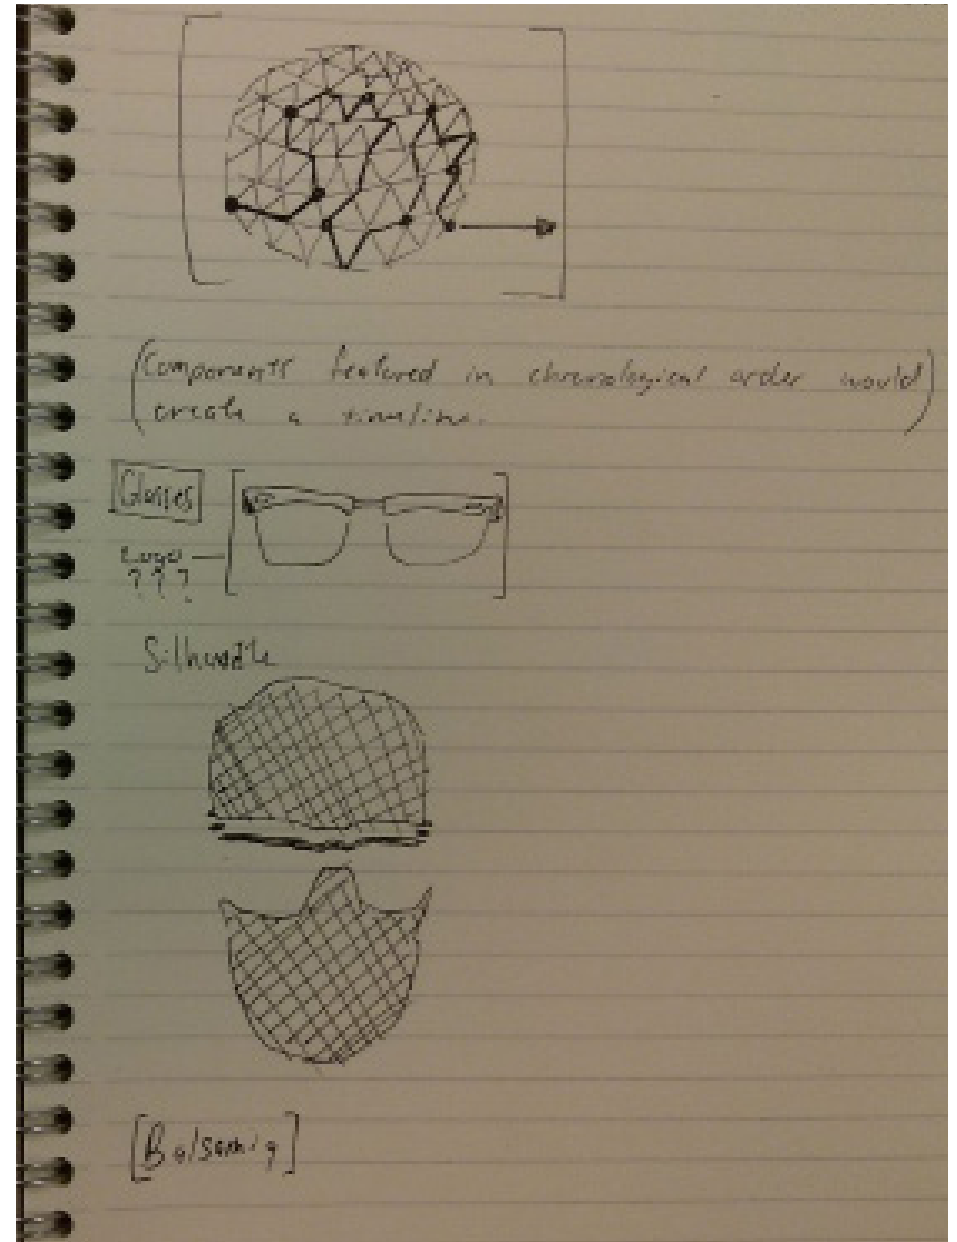 (Components featured in chronological order would
create a timeline.)
Glasses
Logo
? ? ?
Silhouette
[Balsamiq]